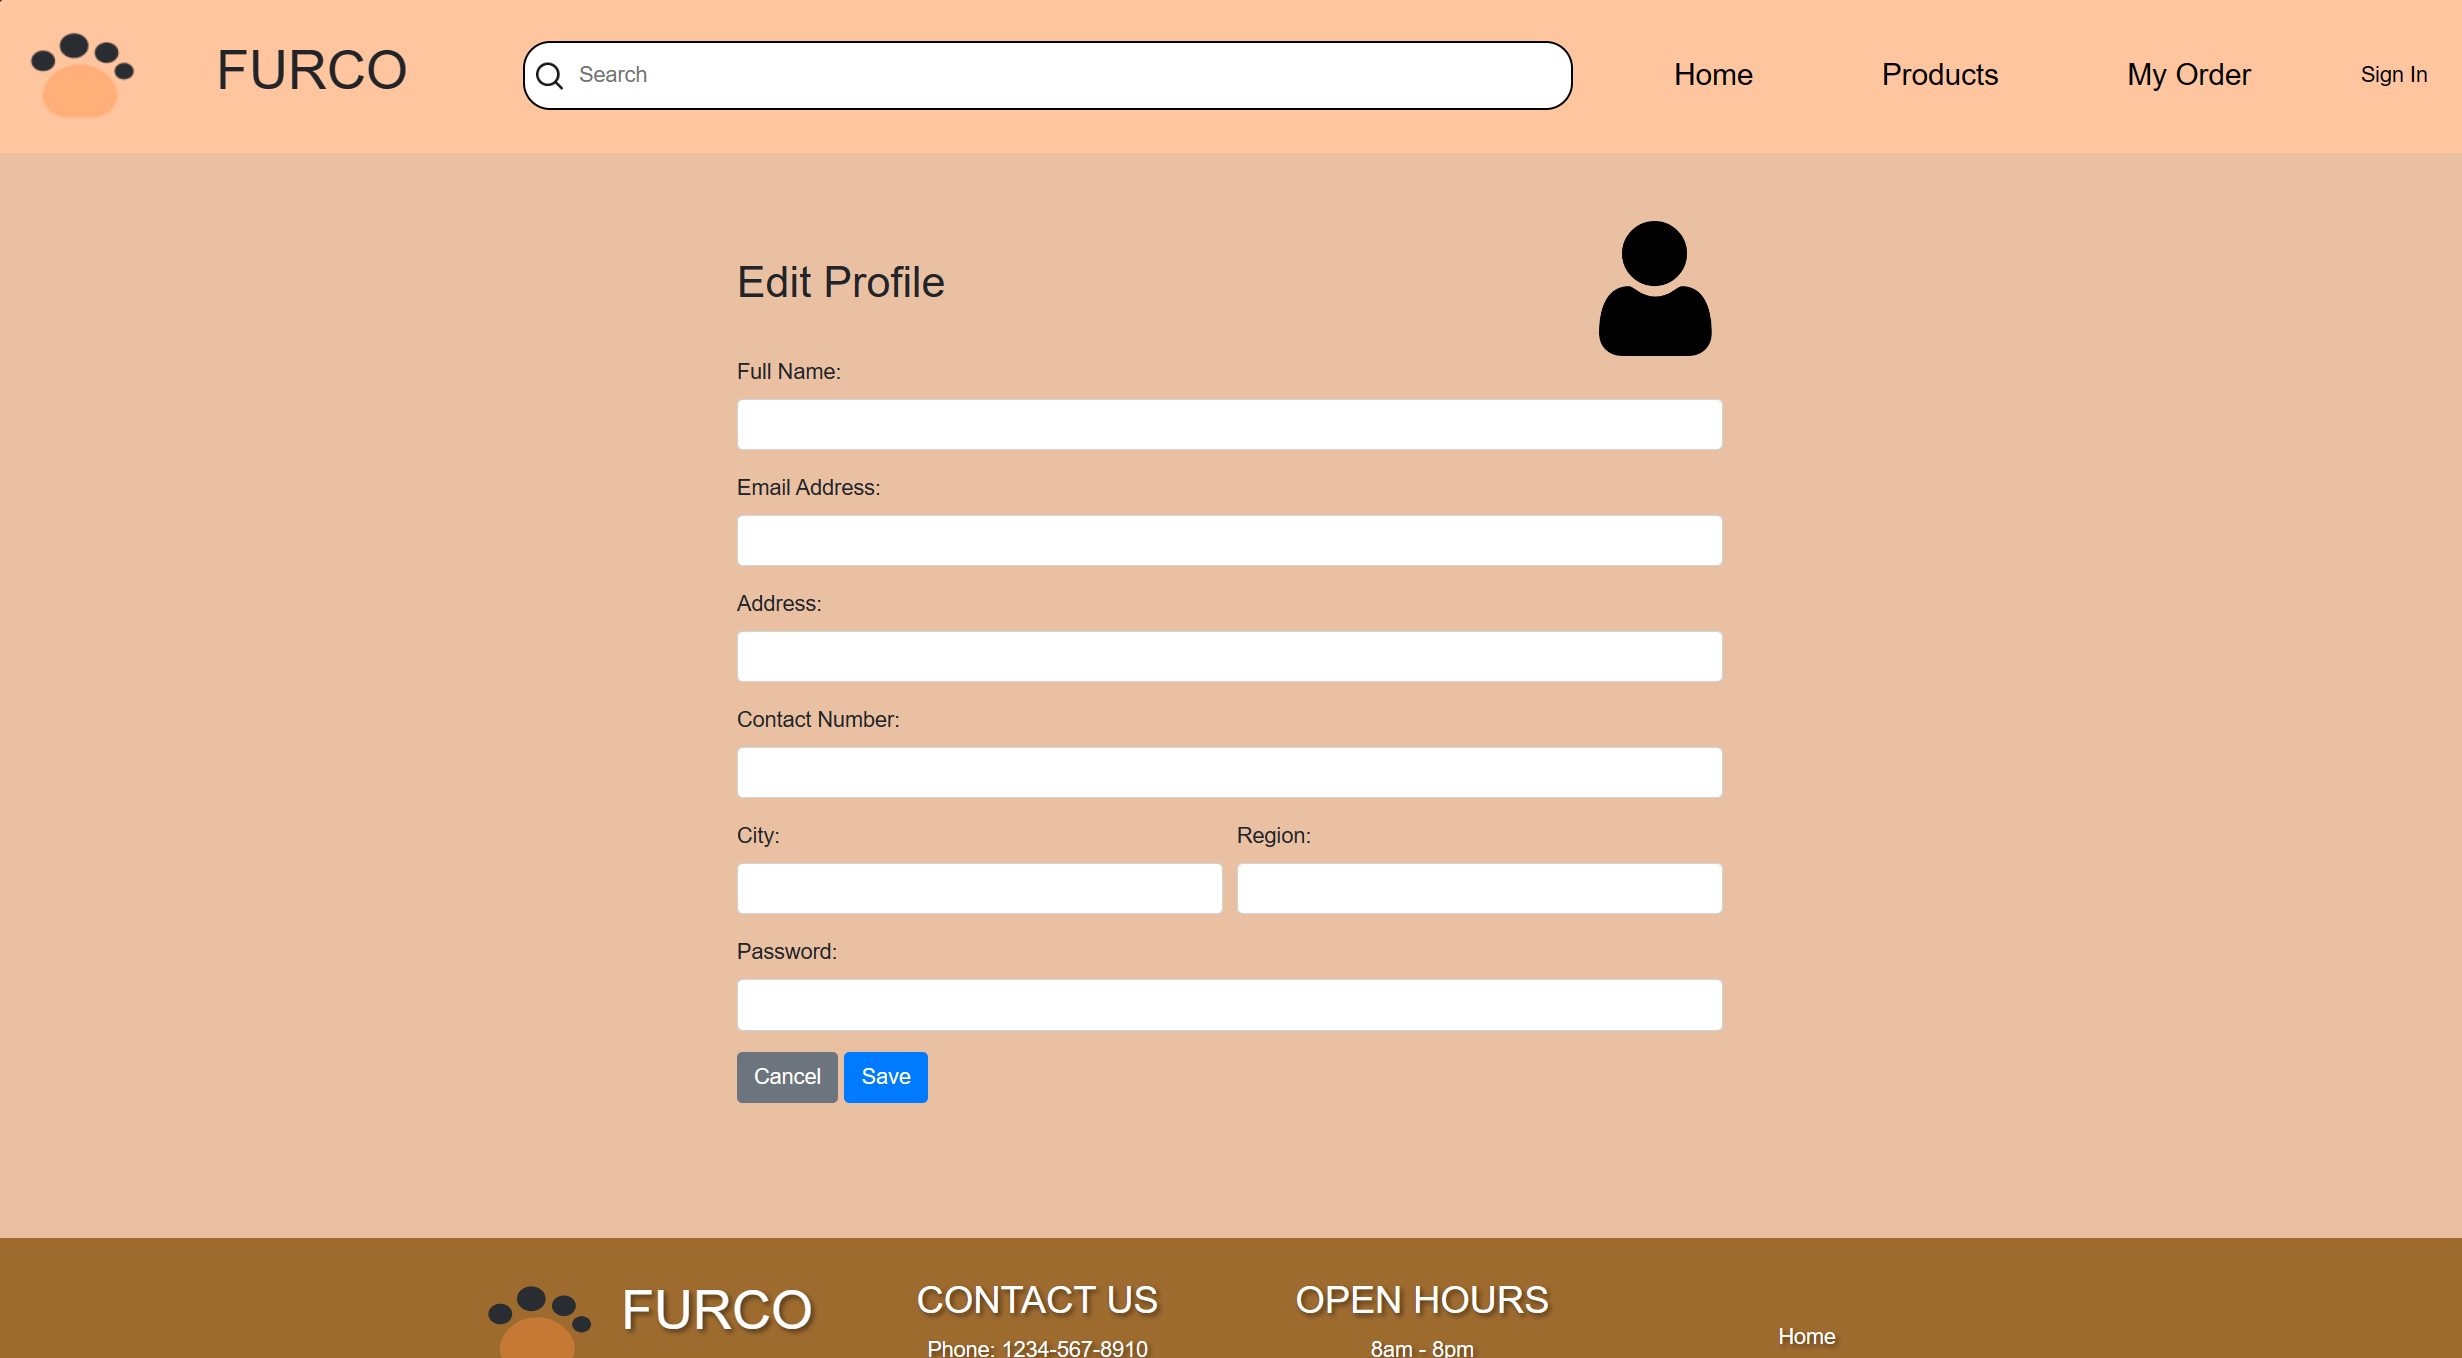 FURCO
Search
Home
Products
My Order
Sign In
Edit Profile
Full Name:
Email Address:
Address:
Contact Number:
City:
Region:
Password:
Cancel
Save
FURCO
CONTACT US
Phone: 1234-567-8910
OPEN HOURS
8am - 8pm
Home